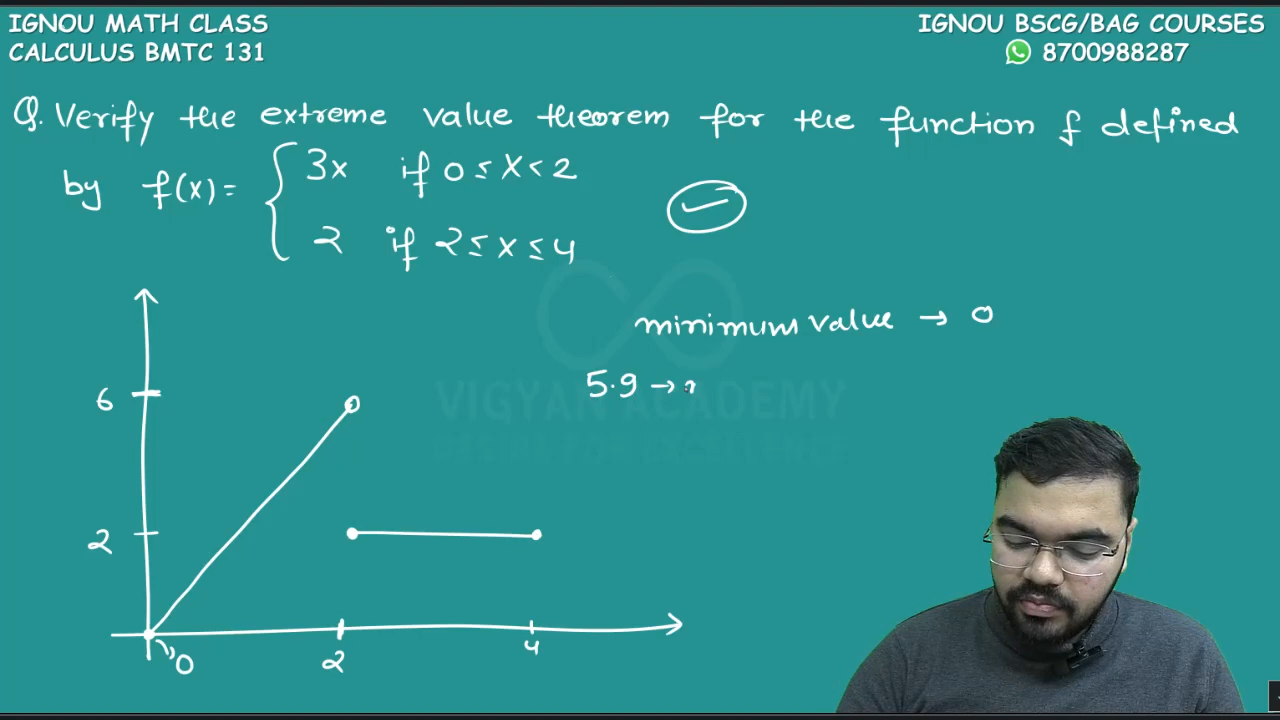 IGNOU MATH CLASS
CALCULUS BMTC 131
IGNOU BSCG/BAG COURSES
8700988287
Q. Verify the extreme value theorem for the function f defined
by f(x) = { 3x if 0 ≤ x < 2
2 if 2 ≤ x ≤ 4
minimum value → 0
5.9 →
VIGYAN ACADEMY
6
2
0
2
4